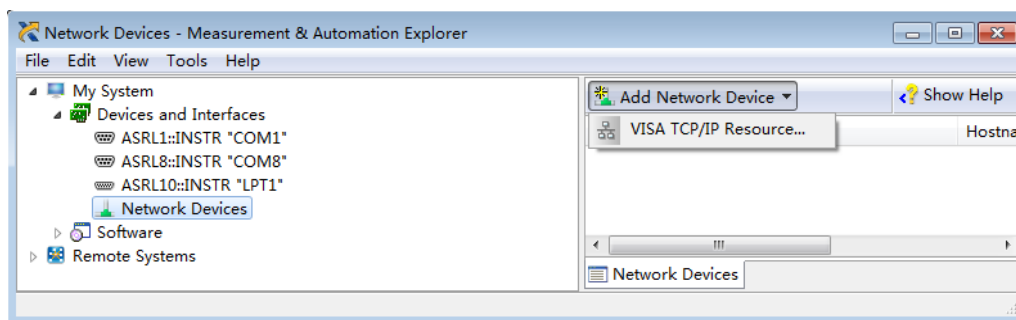 Network Devices - Measurement & Automation Explorer
File Edit View Tools Help
My System
Devices and Interfaces
ASRL1::INSTR "COM1"
ASRL8::INSTR "COM8"
ASRL10::INSTR "LPT1"
Network Devices
Software
Remote Systems
Add Network Device
Show Help
VISA TCP/IP Resource...
Hostna
Network Devices